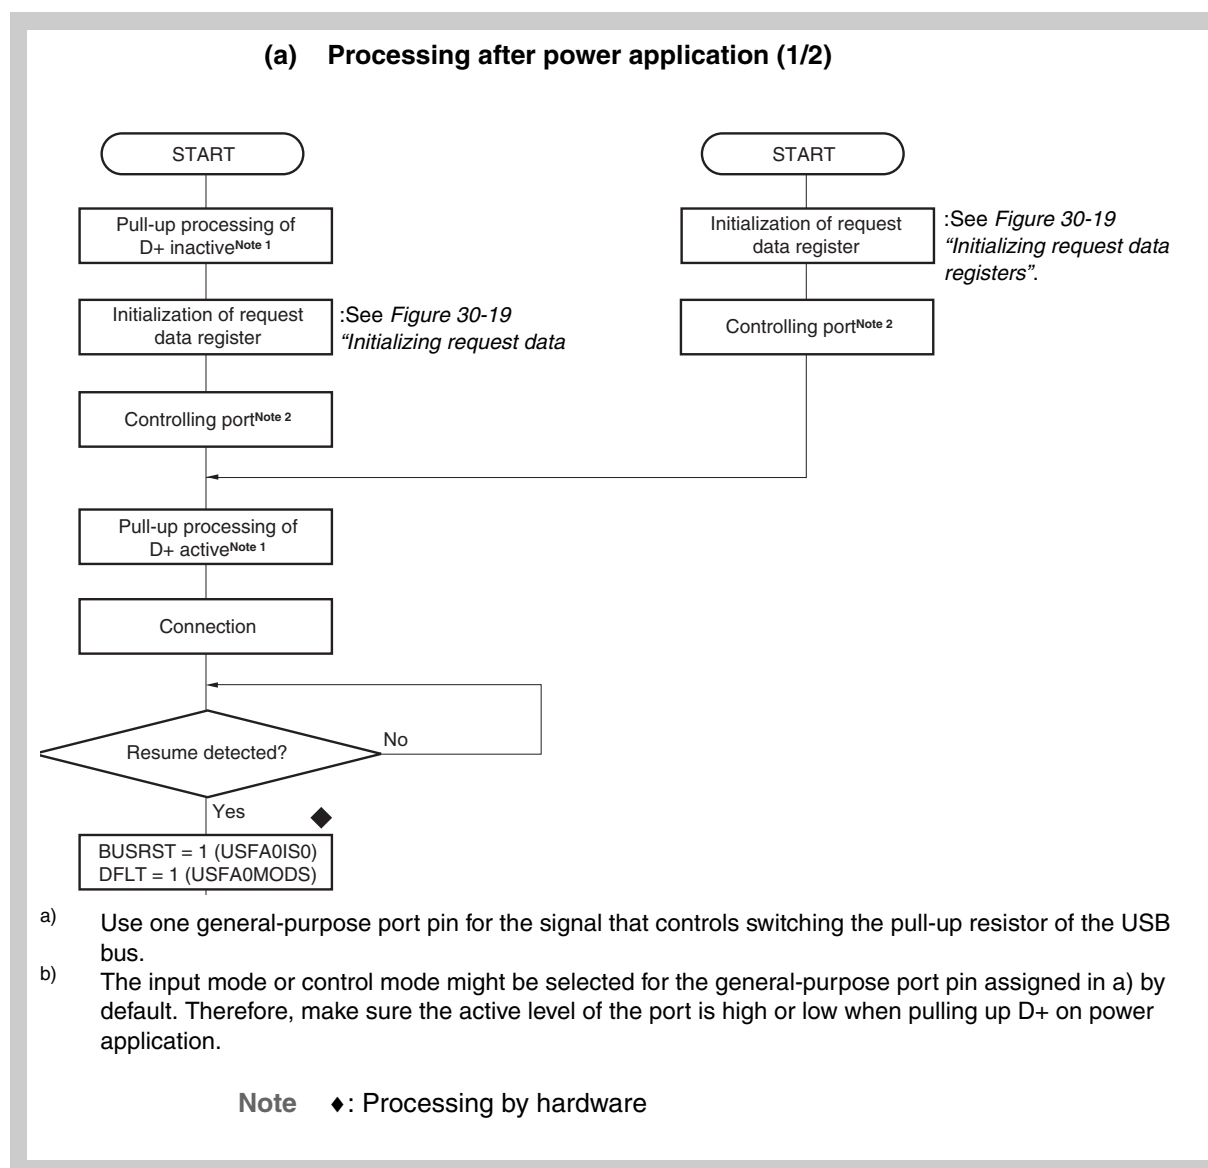 (a) Processing after power application (1/2)
START
Pull-up processing of
D+ inactiveNote 1
Initialization of request
data register
:See Figure 30-19
“Initializing request data
Controlling portNote 2
START
Initialization of request
data register
:See Figure 30-19
“Initializing request data
registers”.
Controlling portNote 2
Pull-up processing of
D+ activeNote 1
Connection
Resume detected?
No
Yes
◆
BUSRST = 1 (USFA0IS0)
DFLT = 1 (USFA0MODS)
a) Use one general-purpose port pin for the signal that controls switching the pull-up resistor of the USB
bus.
b) The input mode or control mode might be selected for the general-purpose port pin assigned in a) by
default. Therefore, make sure the active level of the port is high or low when pulling up D+ on power
application.
Note ♦: Processing by hardware